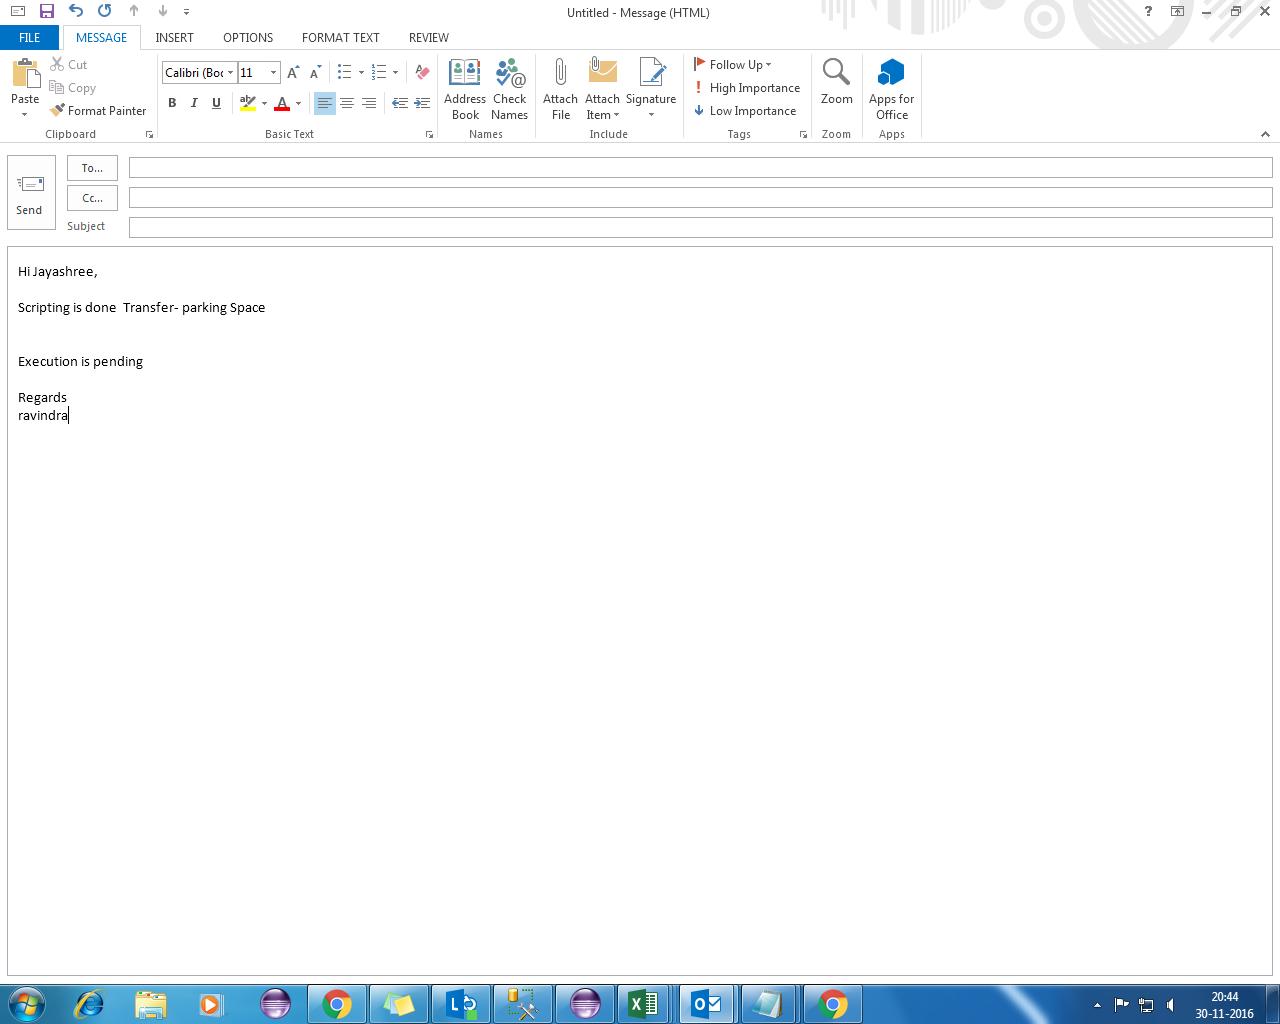 Untitled - Message (HTML)
?
FILE MESSAGE INSERT OPTIONS FORMAT TEXT REVIEW
Paste
Cut
Copy
Format Painter
Clipboard
Calibri (Boc 11 A A
B I U ab A
Basic Text
Address Book
Check Names
Names
Attach File
Attach Item
Signature
Include
Follow Up
High Importance
Low Importance
Tags
Zoom
Zoom
Apps for Office
Apps
Send
To...
Cc...
Subject
Hi Jayashree,
Scripting is done  Transfer- parking Space
Execution is pending
Regards
ravindra
20:44
30-11-2016